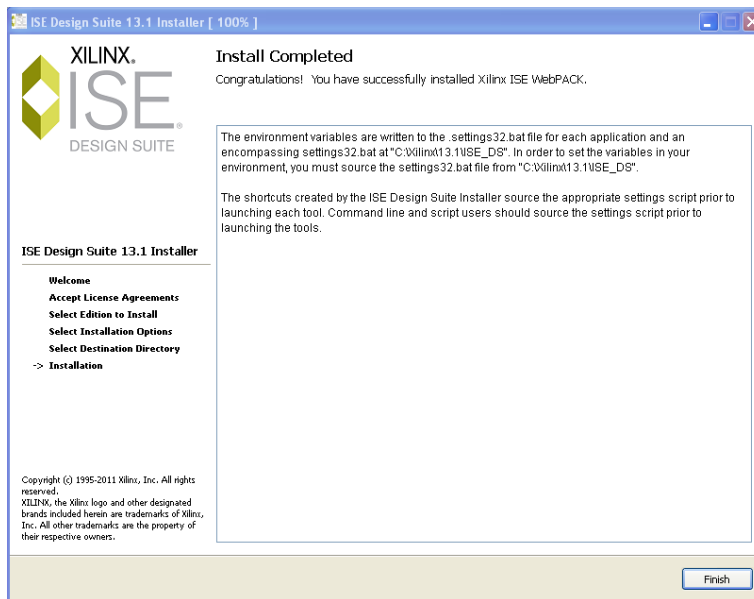 ISE Design Suite 13.1 Installer [ 100% ]
XILINX®
ISE®
DESIGN SUITE
Install Completed
Congratulations! You have successfully installed Xilinx ISE WebPACK.
The environment variables are written to the .settings32.bat file for each application and an
encompassing settings32.bat at "C:\Xilinx\13.1\ISE_DS". In order to set the variables in your
environment, you must source the settings32.bat file from "C:\Xilinx\13.1\ISE_DS".
The shortcuts created by the ISE Design Suite Installer source the appropriate settings script prior to
launching each tool. Command line and script users should source the settings script prior to
launching the tools.
ISE Design Suite 13.1 Installer
Welcome
Accept License Agreements
Select Edition to Install
Select Installation Options
Select Destination Directory
-> Installation
Copyright (c) 1995-2011 Xilinx, Inc. All rights
reserved.
XILINX, the Xilinx logo and other designated
brands included herein are trademarks of Xilinx,
Inc. All other trademarks are the property of
their respective owners.
Finish